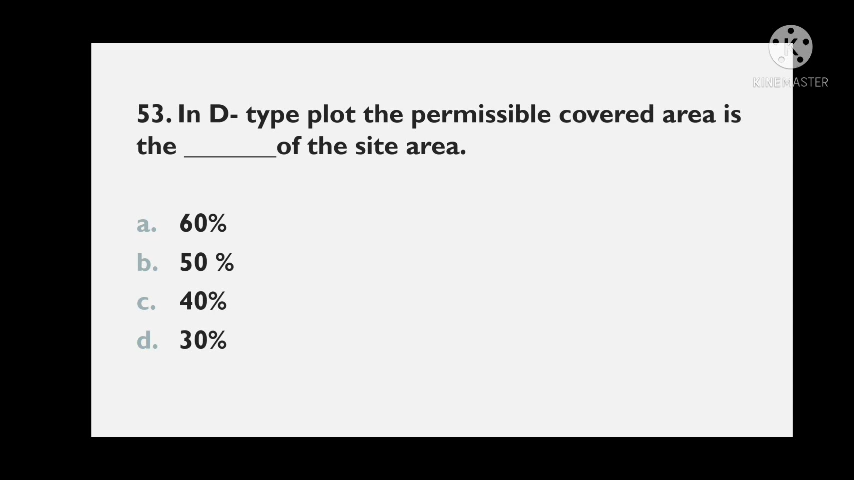 KINEMASTER
53. In D- type plot the permissible covered area is
the _______of the site area.
a. 60%
b. 50 %
c. 40%
d. 30%